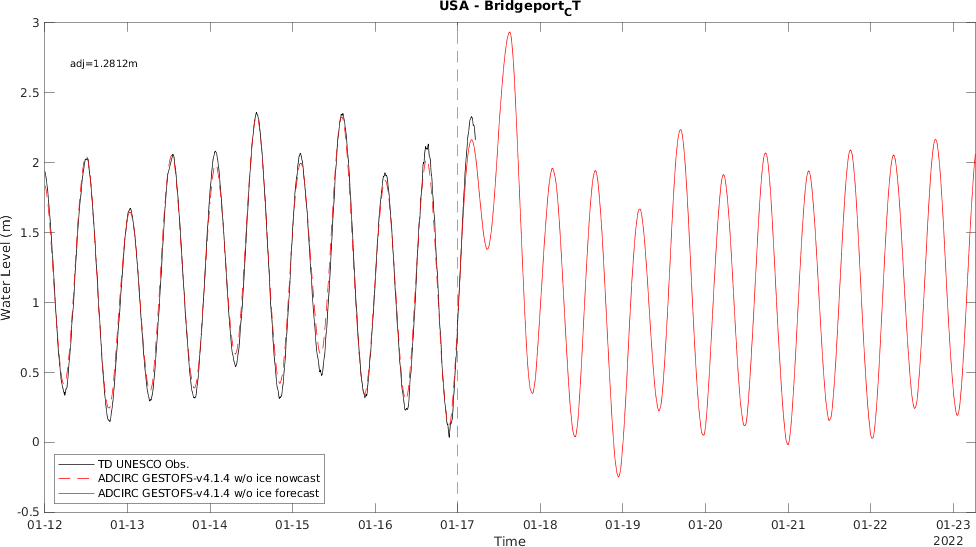 USA - Bridgeport_CT
adj=1.2812m
3
2.5
2
1.5
1
0.5
0
-0.5
Water Level (m)
TD UNESCO Obs.
ADCIRC GESTOFS-v4.1.4 w/o ice nowcast
ADCIRC GESTOFS-v4.1.4 w/o ice forecast
01-12 01-13 01-14 01-15 01-16 01-17 01-18 01-19 01-20 01-21 01-22 01-23
Time
2022